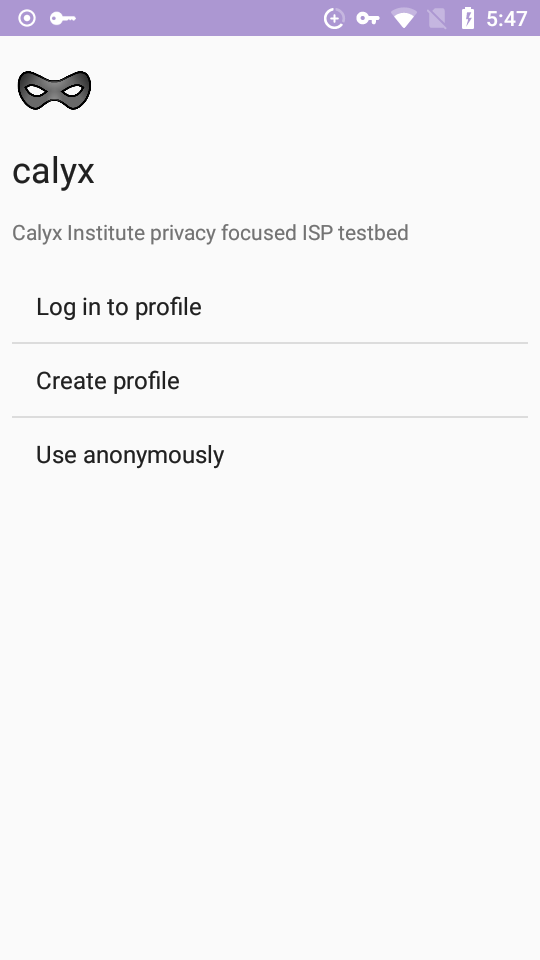 5:47
calyx
Calyx Institute privacy focused ISP testbed
Log in to profile
Create profile
Use anonymously